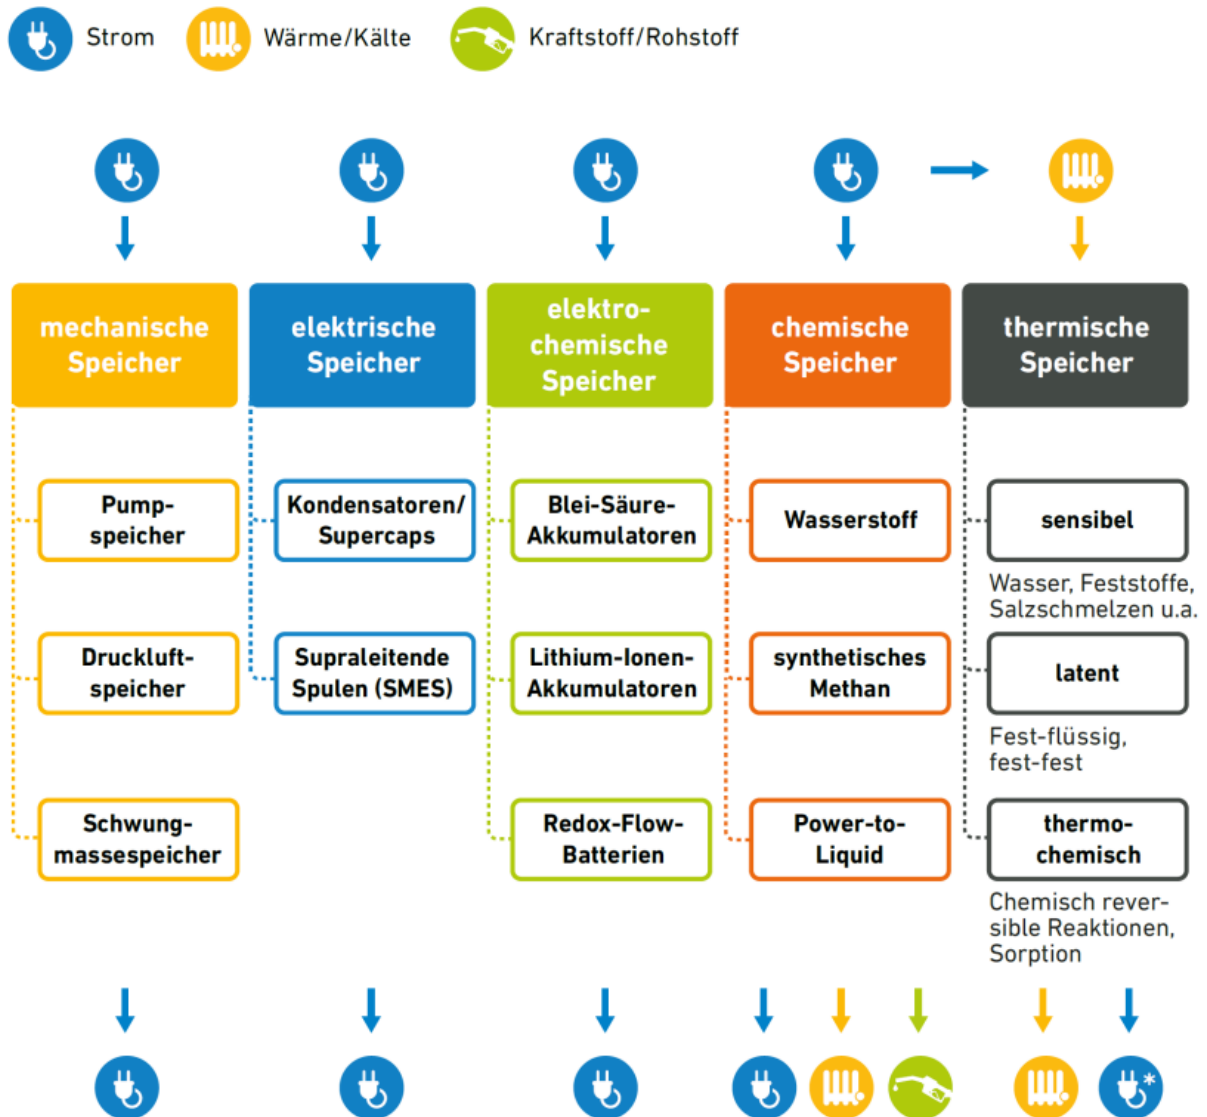 Strom
Wärme/Kälte
Kraftstoff/Rohstoff
mechanische
Speicher
elektrische
Speicher
elektro-
chemische
Speicher
chemische
Speicher
thermische
Speicher
Pump-
speicher
Kondensatoren/
Supercaps
Blei-Säure-
Akkumulatoren
Wasserstoff
sensibel
Wasser, Feststoffe,
Salzschmelzen u.a.
Druckluft-
speicher
Supraleitende
Spulen (SMES)
Lithium-Ionen-
Akkumulatoren
synthetisches
Methan
latent
Fest-flüssig,
fest-fest
Schwung-
massespeicher
Redox-Flow-
Batterien
Power-to-
Liquid
thermo-
chemisch
Chemisch rever-
sible Reaktionen,
Sorption
*